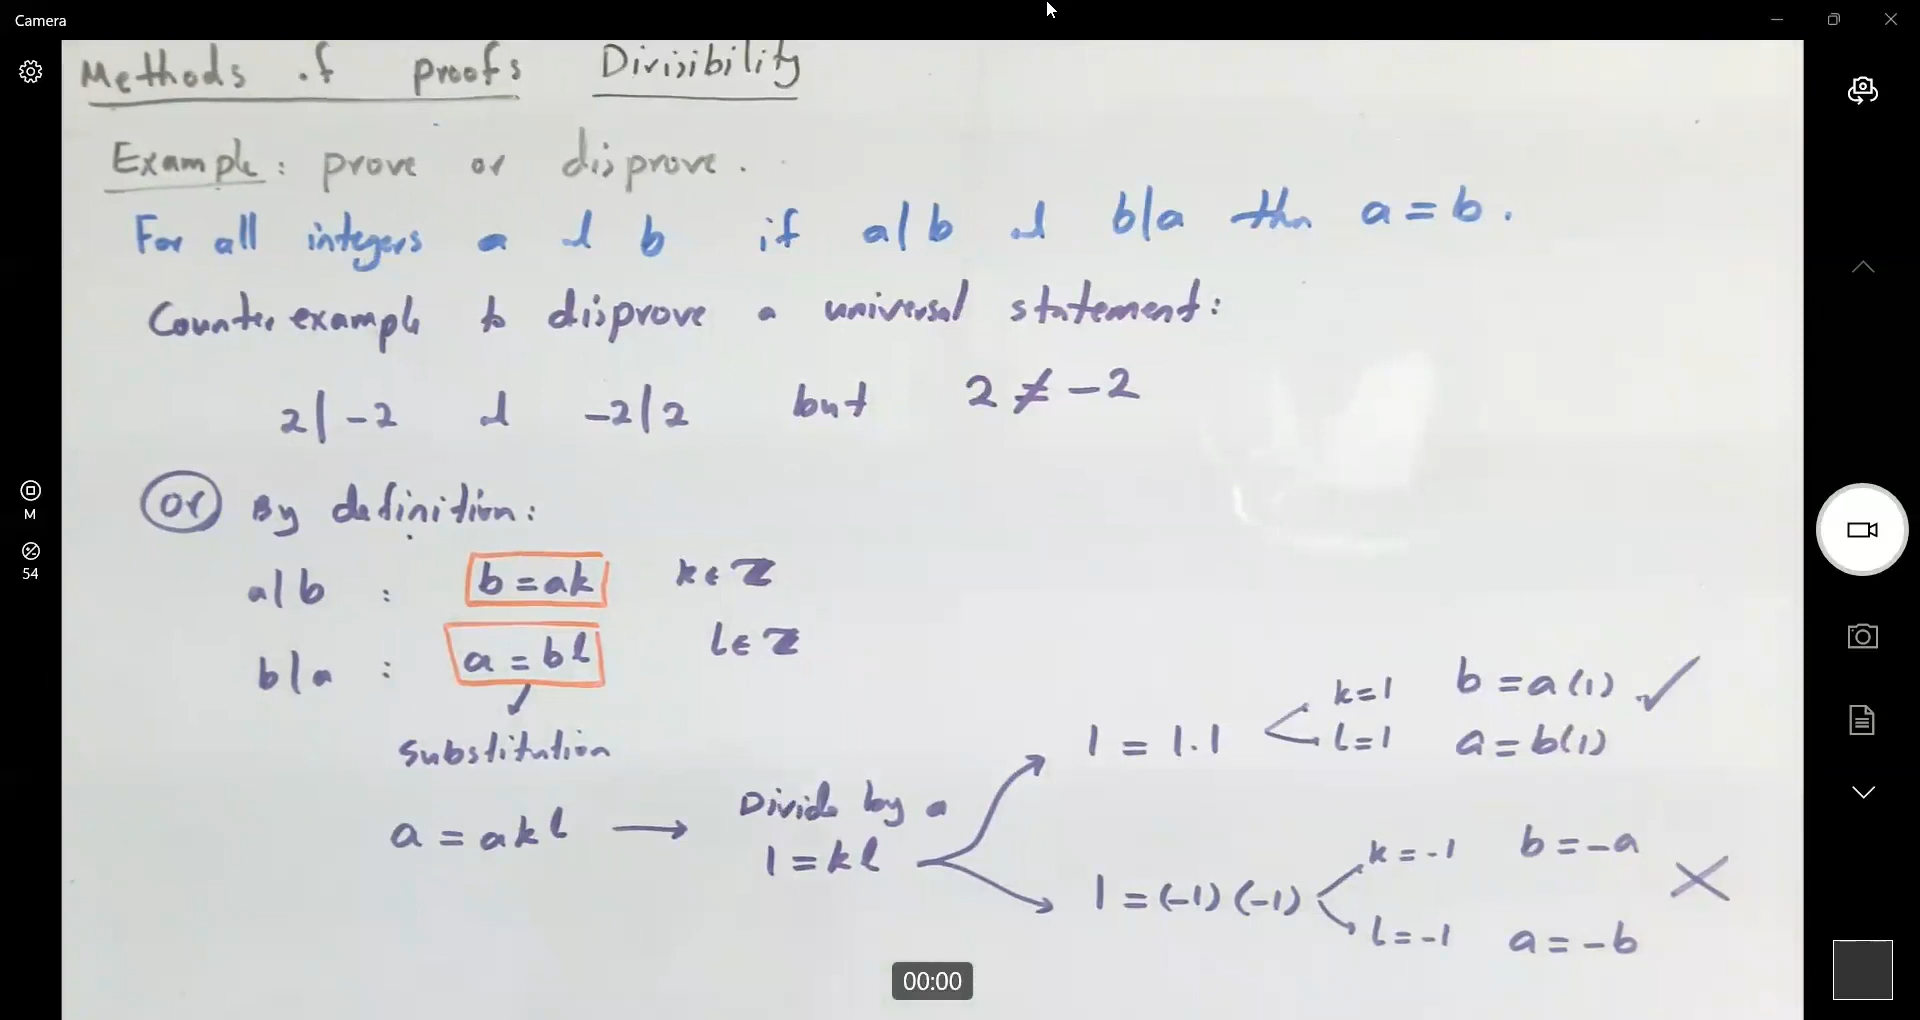 Camera
Methods of proofs Divisibility
Example: prove or disprove.
For all integers a & b if a|b & b|a then a = b.
Counter example to disprove a universal statement:
2|-2 & -2|2 but 2 ≠ -2
Or By definition:
a|b : b = ak k ∈ Z
b|a : a = bl l ∈ Z
Substitution
a = akl → Divide by a
1 = kl
1 = 1.1 k=1 b = a(1) ✓
l=1 a = b(1)
1 = (-1)(-1) k = -1 b = -a ✗
l = -1 a = -b
M
54
00:00